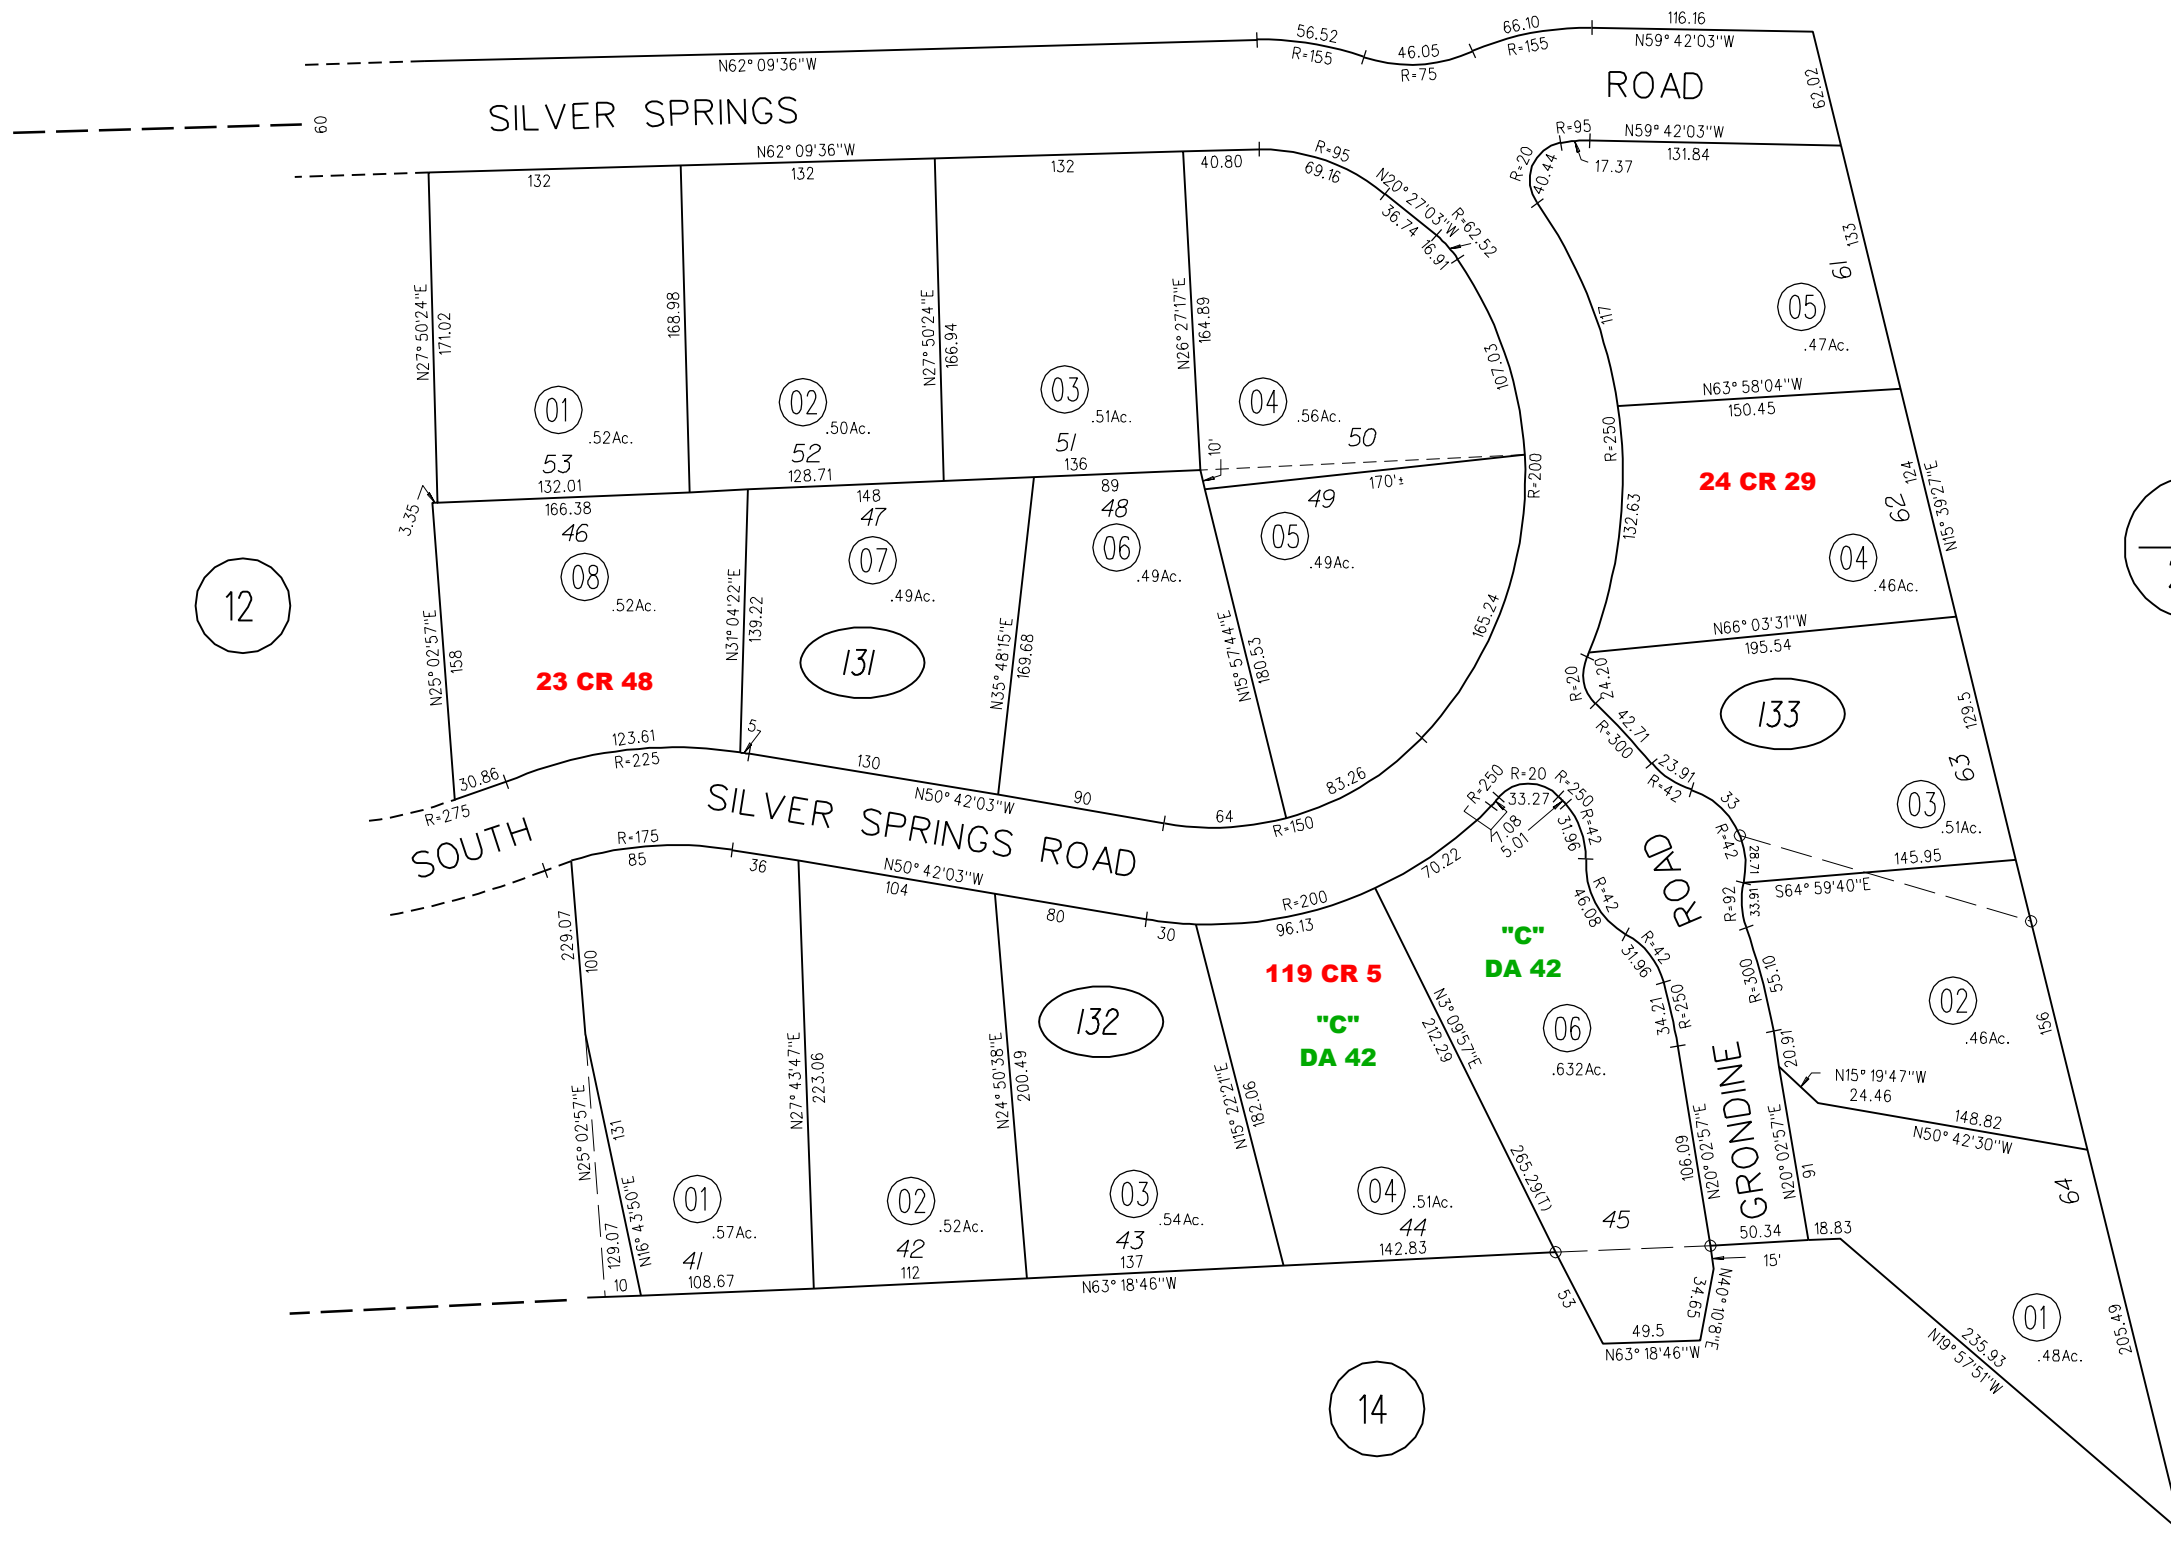 56.52
R=155
46.05
R=75
66.10
R=155
116.16
N59° 42'03"W
N62° 09'36"W
SILVER SPRINGS
ROAD
60
62.02
N62° 09'36"W
132
132
132
40.80
R=95
69.16
N20° 27'03"W
36.74
R=62.52
16.91
R=95
17.37
R=20
40.44
N59° 42'03"W
131.84
133
61
N27° 50'24"E
171.02
168.98
N27° 50'24"E
166.94
N26° 27'17"E
164.89
107.03
117
05
.47Ac.
01
.52Ac.
53
132.01
02
.50Ac.
52
128.71
03
.51Ac.
51
136
04
.56Ac.
50
10'
N63° 58'04"W
150.45
R=250
R=200
24 CR 29
132.63
62
124
N15° 39'27"E
04
.46Ac.
3.35
166.38
46
148
47
89
48
49
170'±
12
08
.52Ac.
07
.49Ac.
06
.49Ac.
05
.49Ac.
N25° 02'57"E
158
23 CR 48
N31° 04'22"E
139.22
131
N35° 48'15"E
169.68
N15° 57'44"E
180.53
165.24
N66° 03'31"W
195.54
R=20
24.20
133
129.5
63
42.71
R=300
23.91
R=42
33
R=42
28.71
03
.51Ac.
145.95
S64° 59'40"E
30.86
R=275
123.61
R=225
5
130
N50° 42'03"W
90
64
83.26
R=150
SOUTH
SILVER SPRINGS ROAD
R=175
85
36
N50° 42'03"W
104
80
30
R=200
96.13
70.22
R=250
R=20
33.27
7.08
5.01
R=250
R=42
31.96
R=42
46.08
R=42
31.96
34.21
R=250
ROAD
R=92
33.91
R=300
55.10
20.91
229.07
100
119 CR 5
"C"
DA 42
"C"
DA 42
132
N3° 09'57"E
212.29
06
.632Ac.
02
.46Ac.
156
N15° 19'47"W
24.46
148.82
N50° 42'30"W
N25° 02'57"E
129.07
131
N16° 43'50"E
N27° 43'47"E
223.06
N24° 50'38"E
200.49
N15° 22'21"E
182.06
265.29(T)
106.09
N20° 02'57"E
GRONDINE
N20° 02'57"E
91
64
10
01
.57Ac.
41
108.67
02
.52Ac.
42
112
03
.54Ac.
43
137
N63° 18'46"W
04
.51Ac.
44
142.83
45
50.34
18.83
15'
53
49.5
N63° 18'46"W
34.65
N40° 10'8"E
14
235.93
N19° 57'51"W
01
.48Ac.
205.49